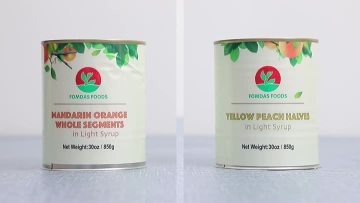 FOMDAS FOODS
MANDARIN ORANGE
WHOLE SEGMENTS
in Light Syrup
Net Weight:30oz / 850g
FOMDAS FOODS
YELLOW PEACH HALVES
in Light Syrup
Net Weight:30oz / 850g